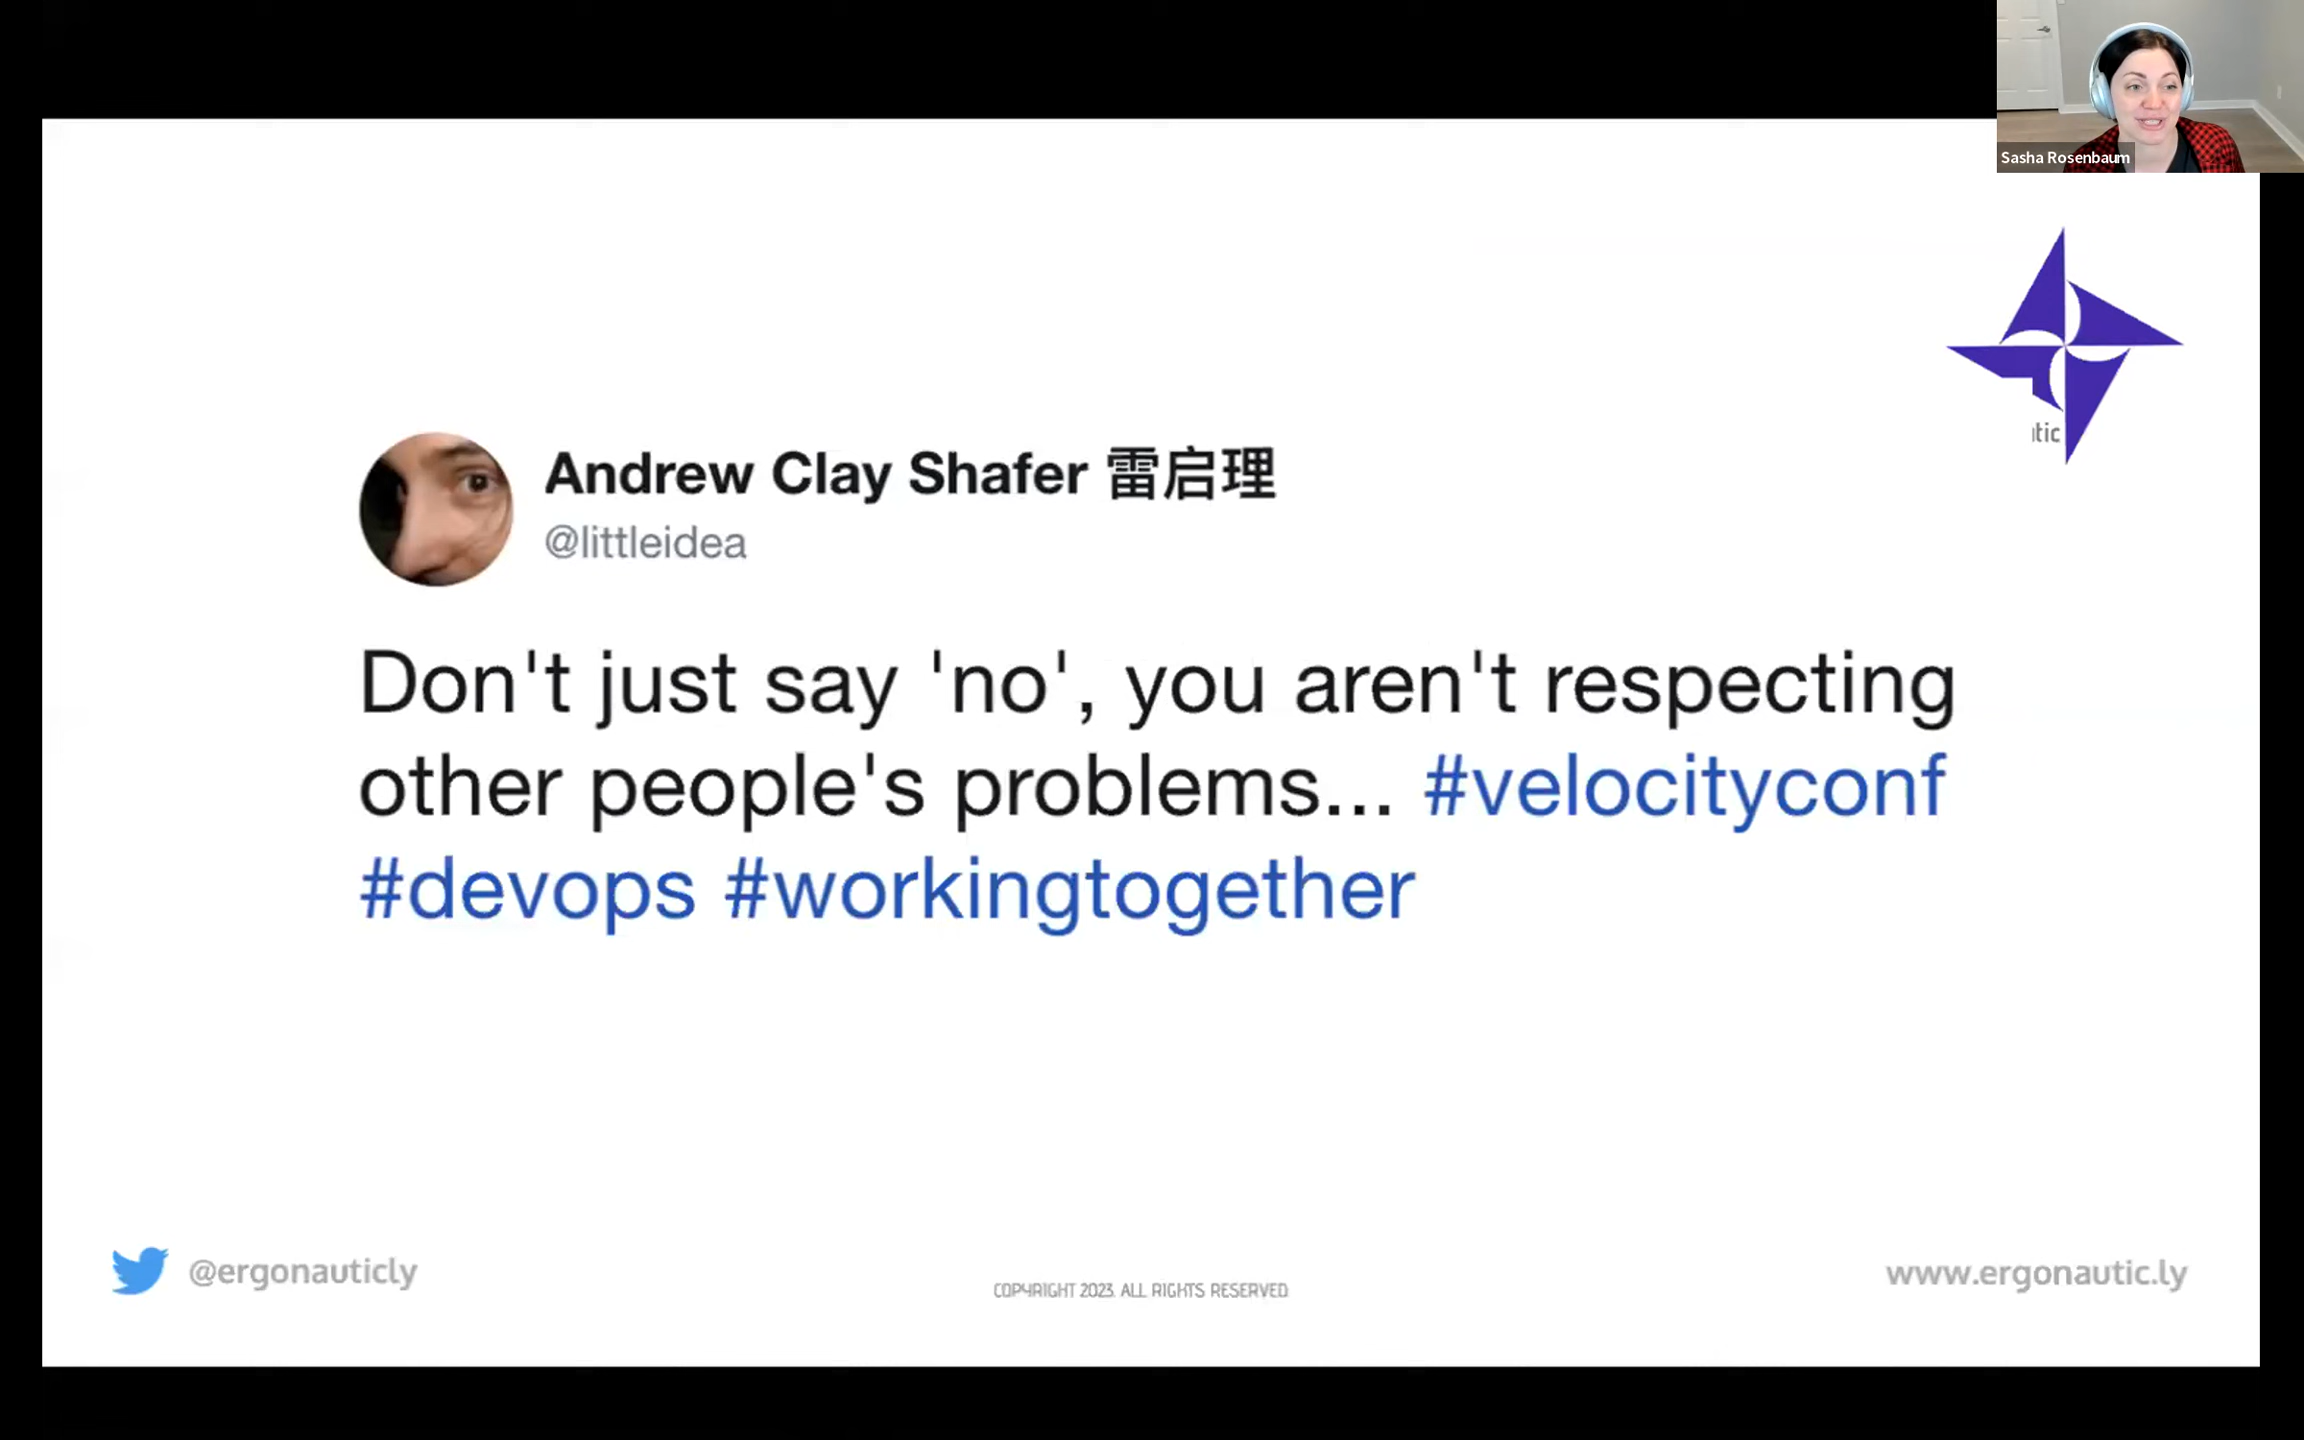 Sasha Rosenbaum
tic
Andrew Clay Shafer 雷启理
@littleidea
Don't just say 'no', you aren't respecting
other people's problems... #velocityconf
#devops #workingtogether
@ergonauticly
COPYRIGHT 2023. ALL RIGHTS RESERVED
www.ergonautic.ly